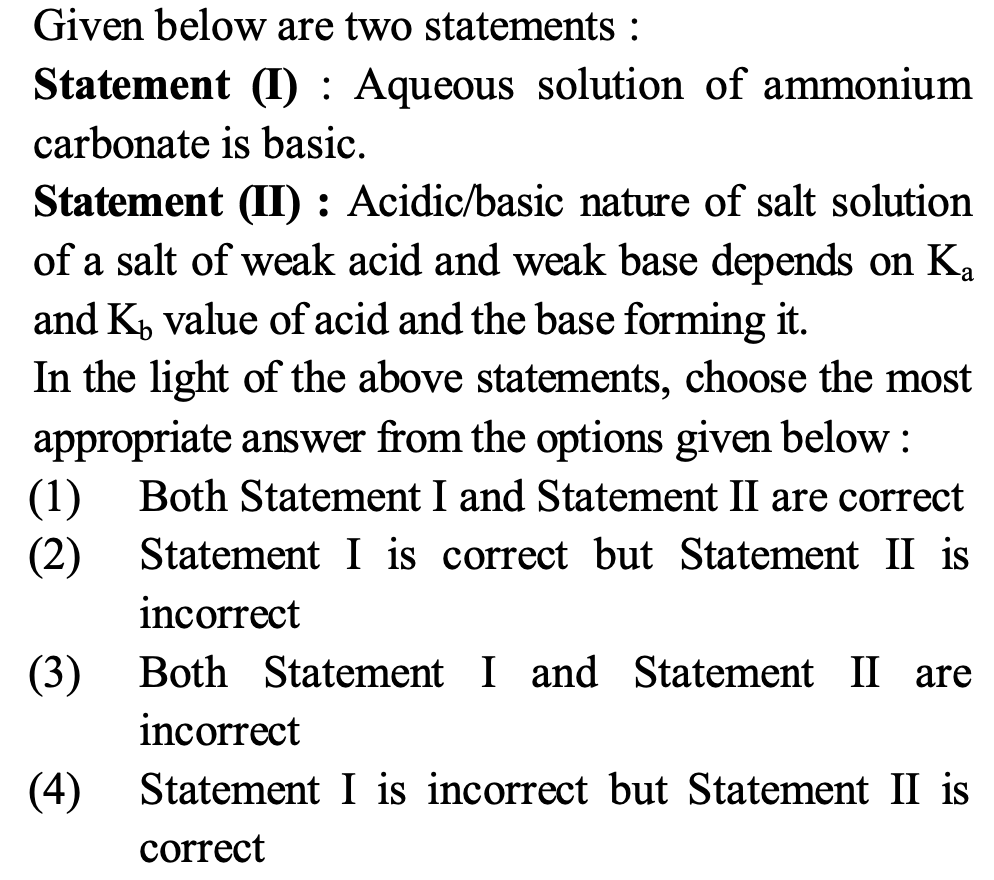 Given below are two statements :
Statement (I) : Aqueous solution of ammonium
carbonate is basic.
Statement (II) : Acidic/basic nature of salt solution
of a salt of weak acid and weak base depends on Kₐ
and K_b value of acid and the base forming it.
In the light of the above statements, choose the most
appropriate answer from the options given below :
(1) Both Statement I and Statement II are correct
(2) Statement I is correct but Statement II is
incorrect
(3) Both Statement I and Statement II are
incorrect
(4) Statement I is incorrect but Statement II is
correct